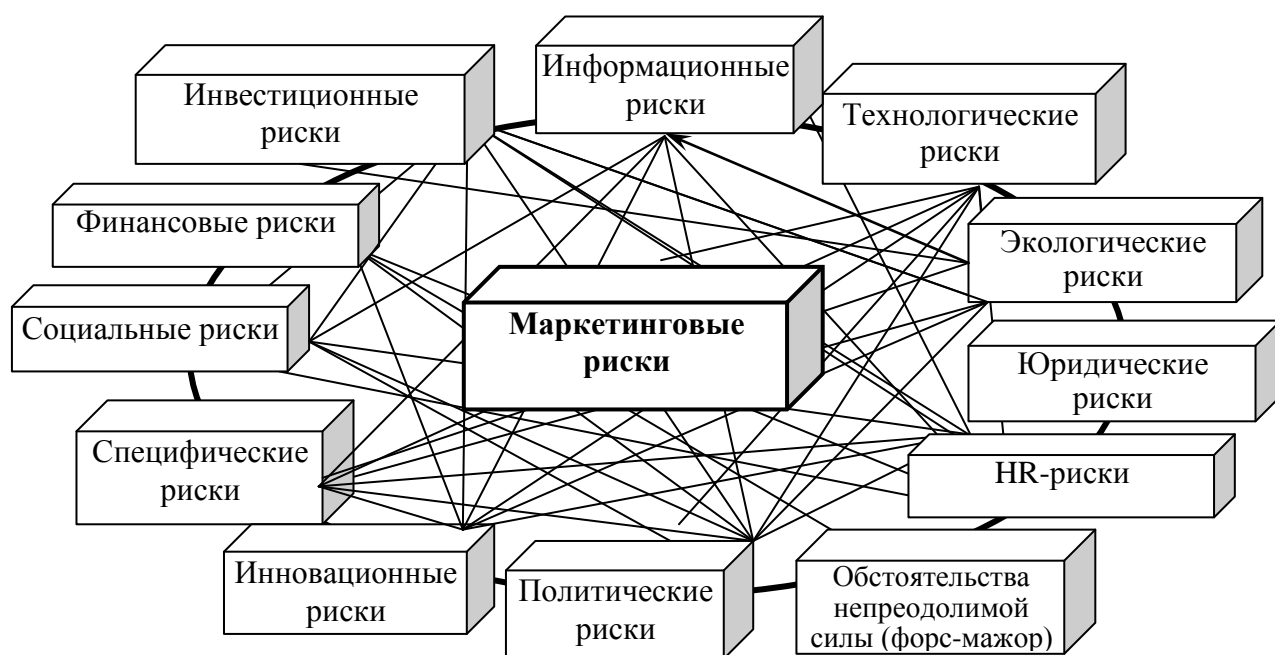 Информационные
риски
Инвестиционные
риски
Технологические
риски
Финансовые риски
Экологические
риски
Социальные риски
Маркетинговые
риски
Юридические
риски
Специфические
риски
HR-риски
Инновационные
риски
Политические
риски
Обстоятельства
непреодолимой
силы (форс-мажор)